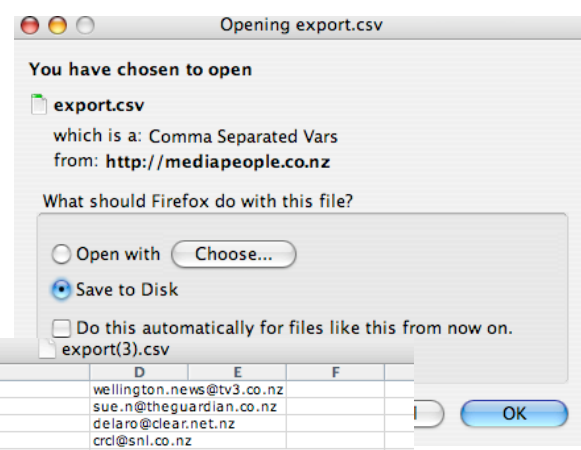 Opening export.csv
You have chosen to open
export.csv
which is a: Comma Separated Vars
from: http://mediapeople.co.nz
What should Firefox do with this file?
Open with Choose...
Save to Disk
Do this automatically for files like this from now on.
export(3).csv
D E F
wellington.news@tv3.co.nz
sue.n@theguardian.co.nz
delaro@clear.net.nz
crcl@snl.co.nz
OK